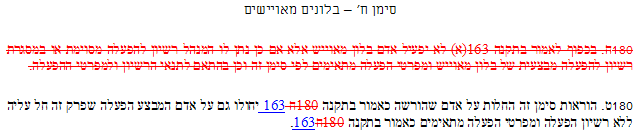 סימן ח' – בלונים מאויישים
180ח. בכפוף לאמור בתקנה 163(א) לא יפעיל אדם בלון מאוייש אלא אם כן נתן לו המנהל רשיון להפעלה מסויימת או במסגרת
רשיון להפעלה מבצעית של בלון מאוייש ומפרטי הפעלה מתאימים לפי סימן זה וכן בהתאם לתנאי הרשיון ולמפרטי ההפעלה.
180ט. הוראות סימן זה החלות על אדם שהורשה כאמור בתקנה 180ח 163 יחולו גם על אדם המבצע הפעלה שפרק זה חל עליה
ללא רשיון הפעלה ומפרטי הפעלה מתאימים כאמור בתקנה 180ח163.